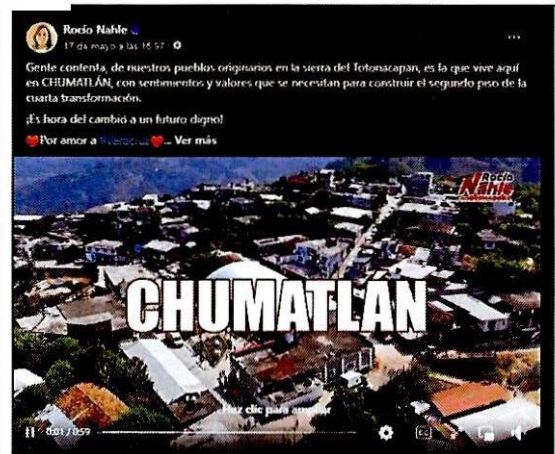 Rocío Nahle
17 de mayo a las 16:57
Gente contenta, de nuestros pueblos originarios en la sierra del Totonacapan, es la que vive aquí
en CHUMATLÁN, con sentimientos y valores que se necesitan para construir el segundo piso de la
cuarta transformación.
¡Es hora del cambio a un futuro digno!
Por amor a #Veracruz ... Ver más
Rocío
Nahle
CHUMATLAN
Haz clic para ampliar
0:01 / 0:59